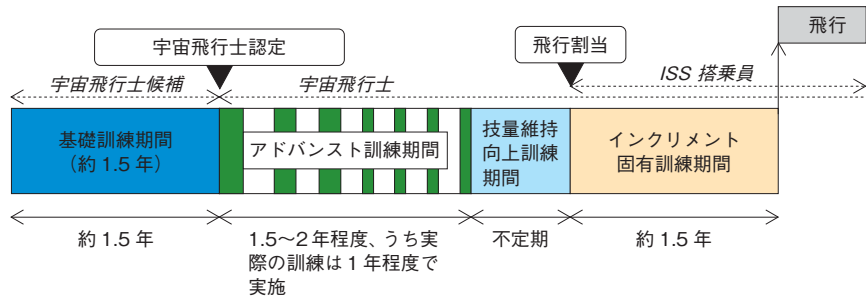 飛行
宇宙飛行士認定
飛行割当
宇宙飛行士候補
宇宙飛行士
ISS 搭乗員
基礎訓練期間
（約 1.5 年）
アドバンスト訓練期間
技量維持
向上訓練
期間
インクリメント
固有訓練期間
約 1.5 年
1.5〜2 年程度、うち実
際の訓練は 1 年程度で
実施
不定期
約 1.5 年